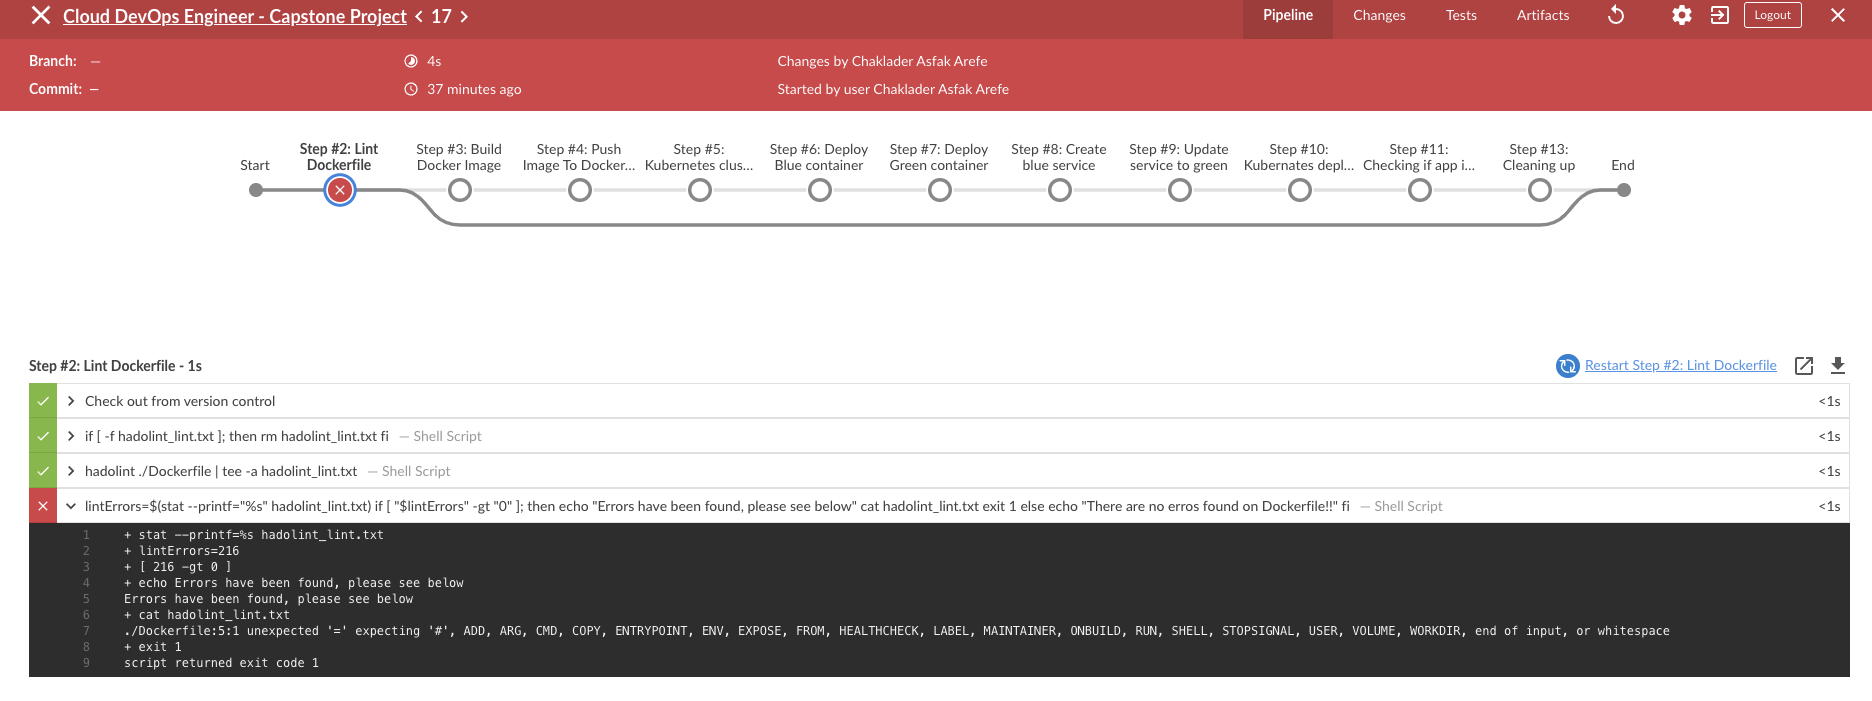 Cloud DevOps Engineer - Capstone Project < 17 >
Pipeline Changes Tests Artifacts Logout
Branch: — 4s Changes by Chaklader Asfak Arefe
Commit: — 37 minutes ago Started by user Chaklader Asfak Arefe
Start
Step #2: Lint
Dockerfile
Step #3: Build
Docker Image
Step #4: Push
Image To Docker...
Step #5:
Kubernetes clus...
Step #6: Deploy
Blue container
Step #7: Deploy
Green container
Step #8: Create
blue service
Step #9: Update
service to green
Step #10:
Kubernates depl...
Step #11:
Checking if app i...
Step #13:
Cleaning up
End
Step #2: Lint Dockerfile - 1s
Restart Step #2: Lint Dockerfile
Check out from version control <1s
if [ -f hadolint_lint.txt ]; then rm hadolint_lint.txt fi — Shell Script <1s
hadolint ./Dockerfile | tee -a hadolint_lint.txt — Shell Script <1s
lintErrors=$(stat --printf="%s" hadolint_lint.txt) if [ "$lintErrors" -gt "0" ]; then echo "Errors have been found, please see below" cat hadolint_lint.txt exit 1 else echo "There are no erros found on Dockerfile!!" fi — Shell Script <1s
1 + stat --printf=%s hadolint_lint.txt
2 + lintErrors=216
3 + [ 216 -gt 0 ]
4 + echo Errors have been found, please see below
5 Errors have been found, please see below
6 + cat hadolint_lint.txt
7 ./Dockerfile:5:1 unexpected '=' expecting '#', ADD, ARG, CMD, COPY, ENTRYPOINT, ENV, EXPOSE, FROM, HEALTHCHECK, LABEL, MAINTAINER, ONBUILD, RUN, SHELL, STOPSIGNAL, USER, VOLUME, WORKDIR, end of input, or whitespace
8 + exit 1
9 script returned exit code 1